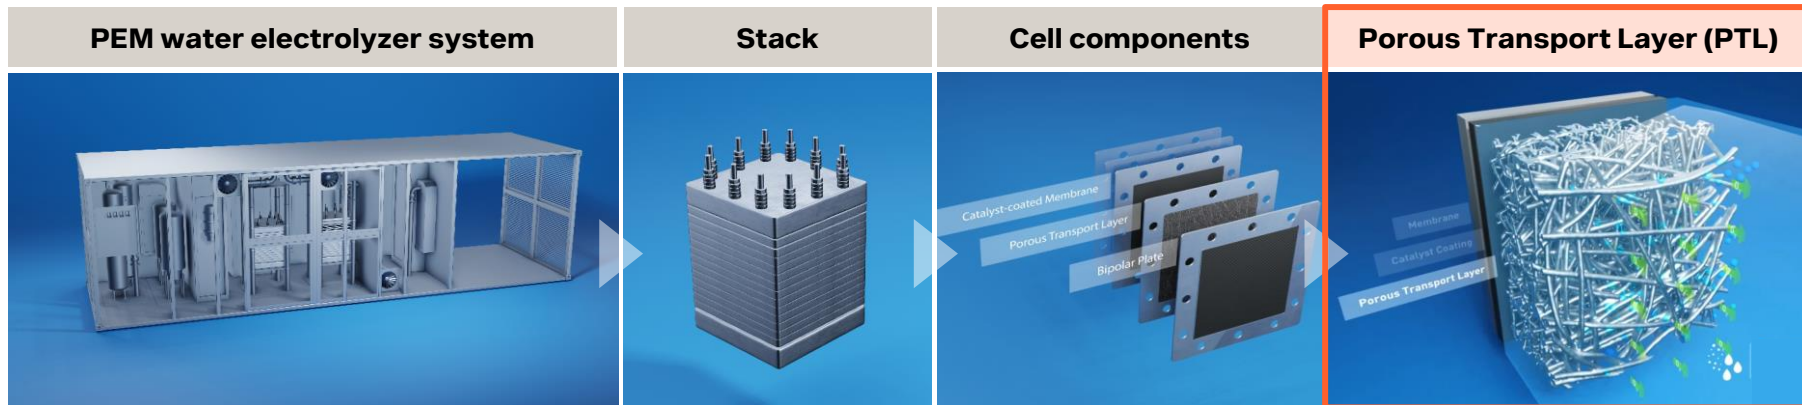 PEM water electrolyzer system
Stack
Cell components
Porous Transport Layer (PTL)
Catalyst-coated Membrane
Porous Transport Layer
Bipolar Plate
Membrane
Catalyst Coating
Porous Transport Layer